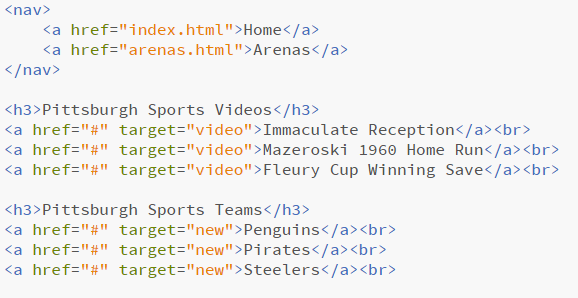 <nav>
    <a href="index.html">Home</a>
    <a href="arenas.html">Arenas</a>
</nav>

<h3>Pittsburgh Sports Videos</h3>
<a href="#" target="video">Immaculate Reception</a><br>
<a href="#" target="video">Mazeroski 1960 Home Run</a><br>
<a href="#" target="video">Fleury Cup Winning Save</a><br>

<h3>Pittsburgh Sports Teams</h3>
<a href="#" target="new">Penguins</a><br>
<a href="#" target="new">Pirates</a><br>
<a href="#" target="new">Steelers</a><br>